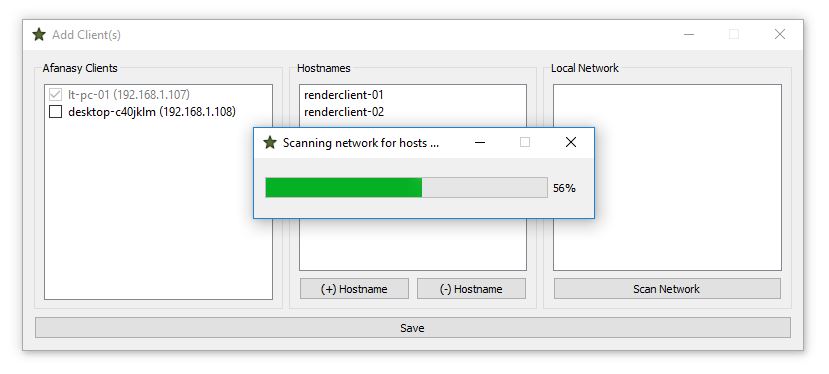 Add Client(s)
Afanasy Clients
lt-pc-01 (192.168.1.107)
desktop-c40jklm (192.168.1.108)
Hostnames
renderclient-01
renderclient-02
Local Network
Scanning network for hosts ...
56%
(+) Hostname
(-) Hostname
Scan Network
Save